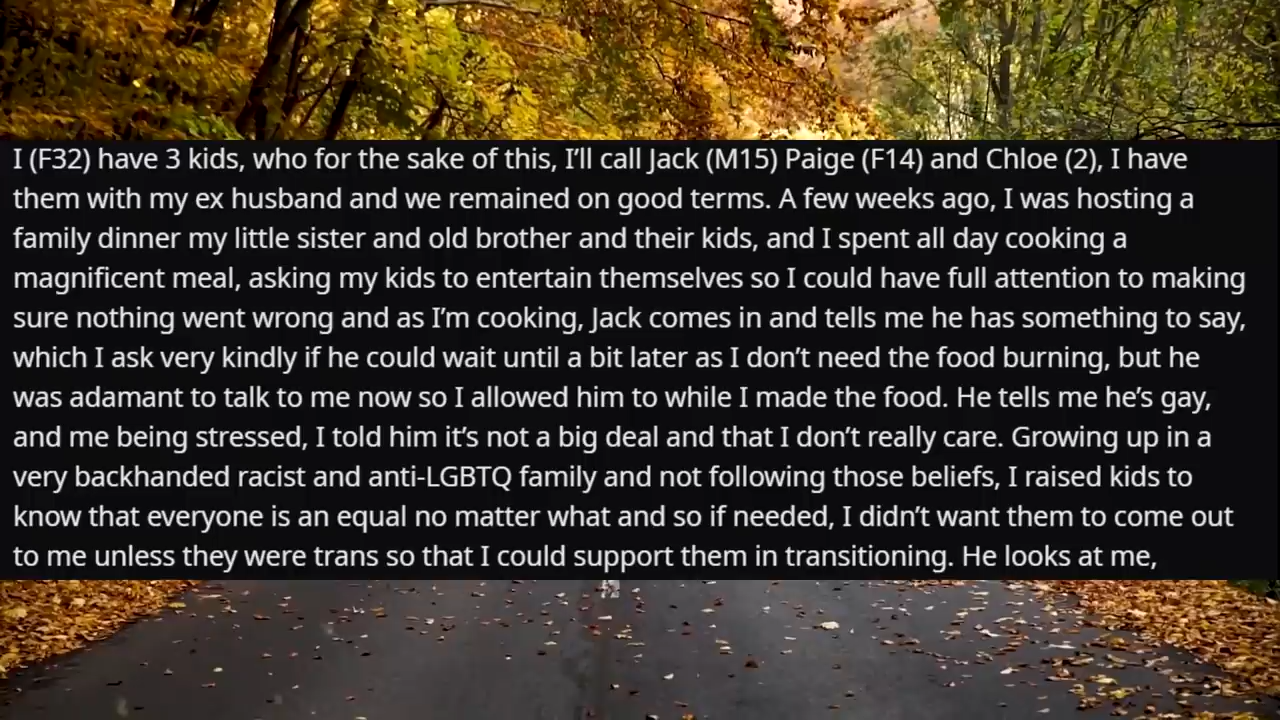 I (F32) have 3 kids, who for the sake of this, I’ll call Jack (M15) Paige (F14) and Chloe (2), I have
them with my ex husband and we remained on good terms. A few weeks ago, I was hosting a
family dinner my little sister and old brother and their kids, and I spent all day cooking a
magnificent meal, asking my kids to entertain themselves so I could have full attention to making
sure nothing went wrong and as I’m cooking, Jack comes in and tells me he has something to say,
which I ask very kindly if he could wait until a bit later as I don’t need the food burning, but he
was adamant to talk to me now so I allowed him to while I made the food. He tells me he’s gay,
and me being stressed, I told him it’s not a big deal and that I don’t really care. Growing up in a
very backhanded racist and anti-LGBTQ family and not following those beliefs, I raised kids to
know that everyone is an equal no matter what and so if needed, I didn’t want them to come out
to me unless they were trans so that I could support them in transitioning. He looks at me,